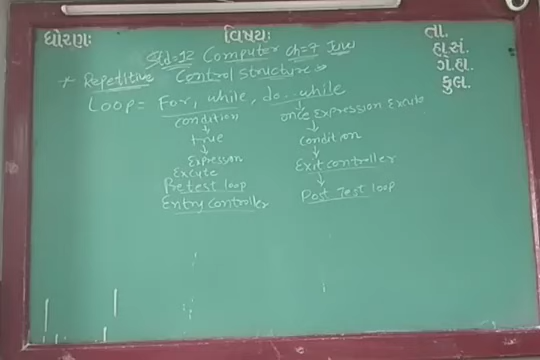 ધોરણઃ વિષયઃ તા.
હા.સં.
ગે.હા.
કુલ.
Std=12 Computer ch=7 Java
* Repetitive Control structure →
Loop = For, while, do..while
condition
↓
true
↓
Expression
Excute
Pretest loop
Entry controller
once Expression Excute
↓
condition
↓
Exit controller
↓
Post Test loop